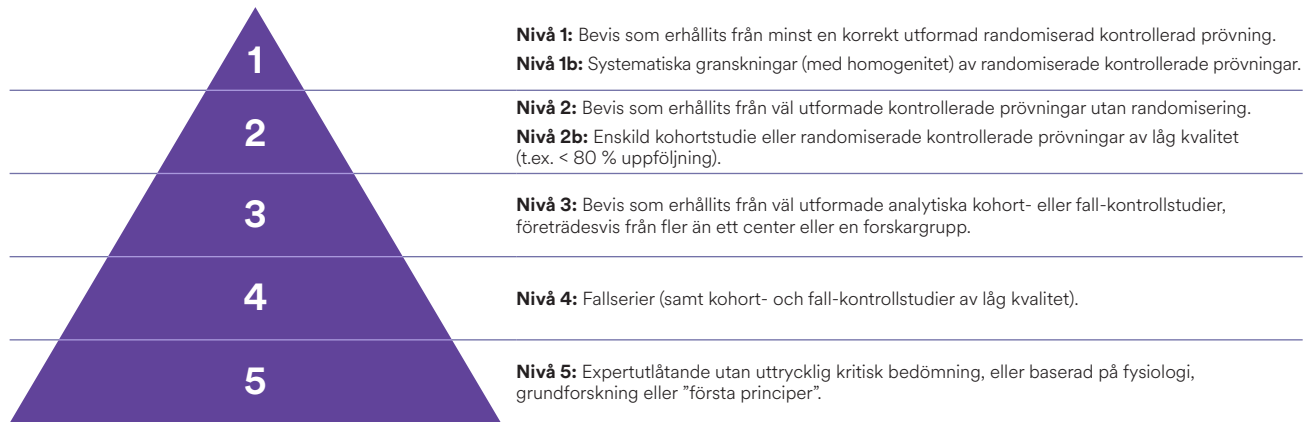 1
Nivå 1: Bevis som erhållits från minst en korrekt utformad randomiserad kontrollerad prövning.
Nivå 1b: Systematiska granskningar (med homogenitet) av randomiserade kontrollerade prövningar.
2
Nivå 2: Bevis som erhållits från väl utformade kontrollerade prövningar utan randomisering.
Nivå 2b: Enskild kohortstudie eller randomiserade kontrollerade prövningar av låg kvalitet
(t.ex. < 80 % uppföljning).
3
Nivå 3: Bevis som erhållits från väl utformade analytiska kohort- eller fall-kontrollstudier,
företrädesvis från fler än ett center eller en forskargrupp.
4
Nivå 4: Fallserier (samt kohort- och fall-kontrollstudier av låg kvalitet).
5
Nivå 5: Expertutlåtande utan uttrycklig kritisk bedömning, eller baserad på fysiologi,
grundforskning eller ”första principer”.